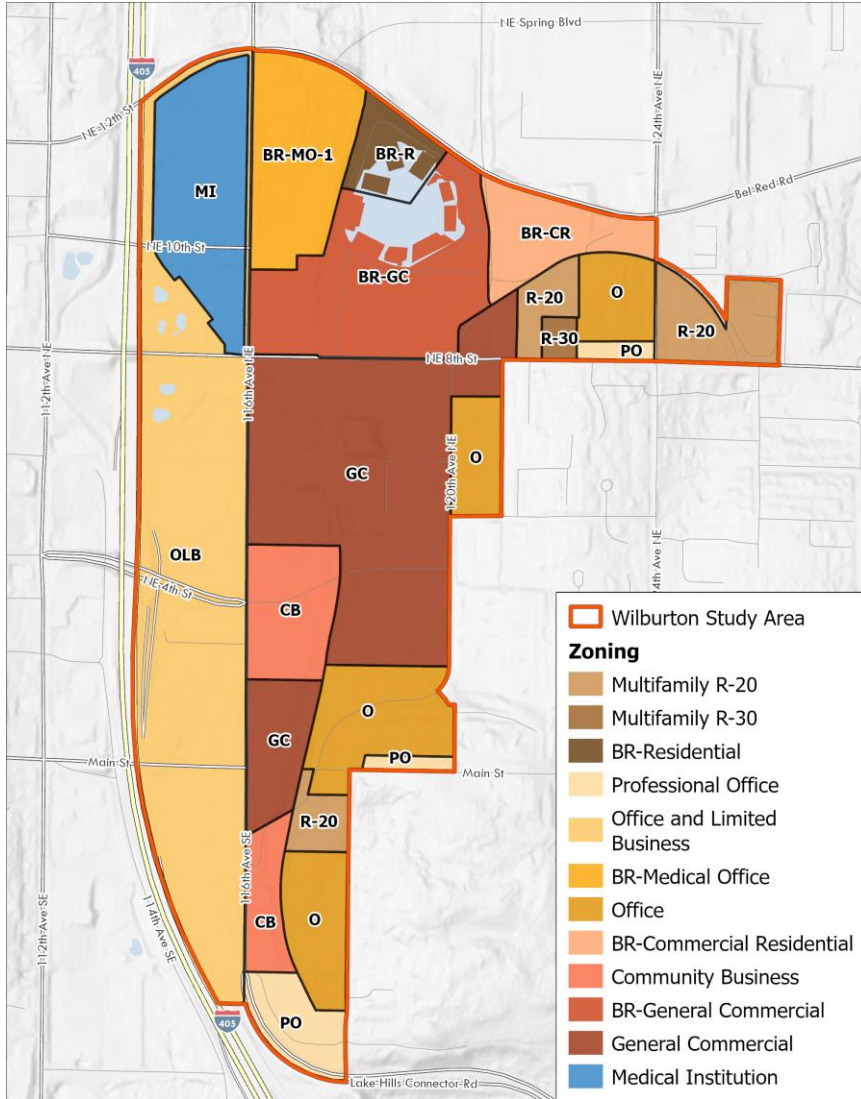 NE Spring Blvd
405
NE 12th St
124th Ave NE
BR-MO-1
BR-R
MI
Bel Red Rd
BR-CR
NE 10th St
BR-GC
R-20
O
R-20
R-30
PO
NE 8th St
112th Ave NE
116th Ave NE
120th Ave NE
O
GC
OLB
NE 4th St
CB
4th Ave NE
O
GC
PO
Main St
Main St
R-20
116th Ave SE
CB
O
112th Ave SE
114th Ave SE
PO
405
Lake Hills Connector Rd
Wilburton Study Area
Zoning
Multifamily R-20
Multifamily R-30
BR-Residential
Professional Office
Office and Limited
Business
BR-Medical Office
Office
BR-Commercial Residential
Community Business
BR-General Commercial
General Commercial
Medical Institution